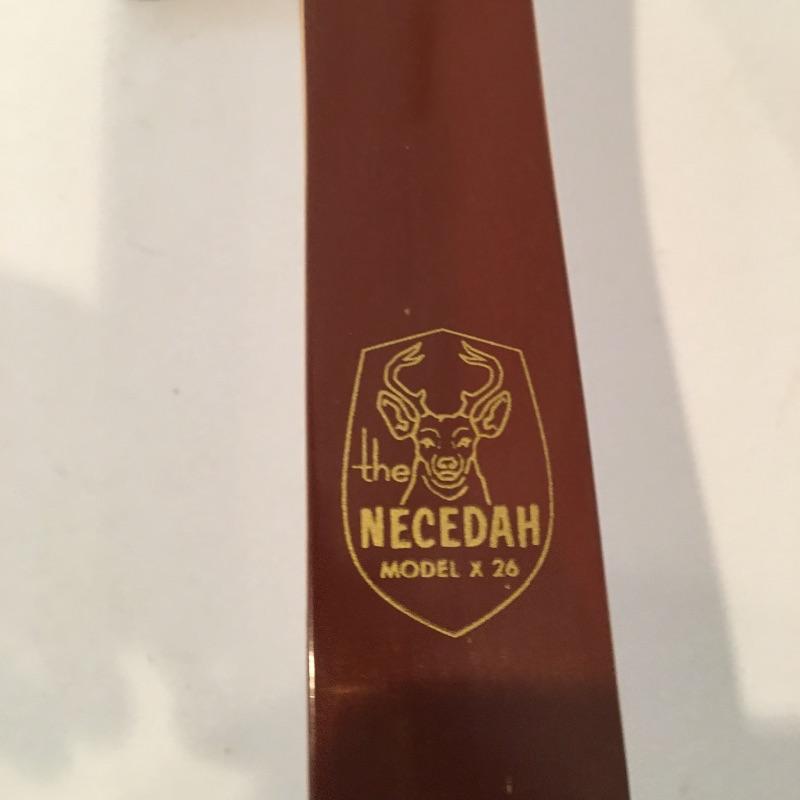 the
NECEDAH
MODEL X 26